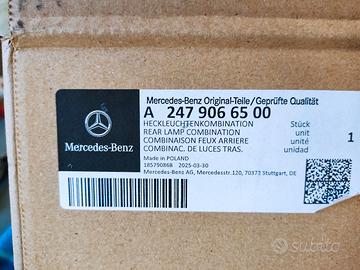 Mercedes-Benz Original-Teile/Geprüfte Qualität
A 247 906 65 00
HECKLEUCHTENKOMBINATION Stück
REAR LAMP COMBINATION unit 1
COMBINAISON FEUX ARRIERE unité
COMBINAC. DE LUCES TRAS. unidad
Mercedes-Benz
Made in POLAND
18579086B 2025-03-30
Mercedes-Benz AG, Mercedesstr.120, 70372 Stuttgart, DE
subito